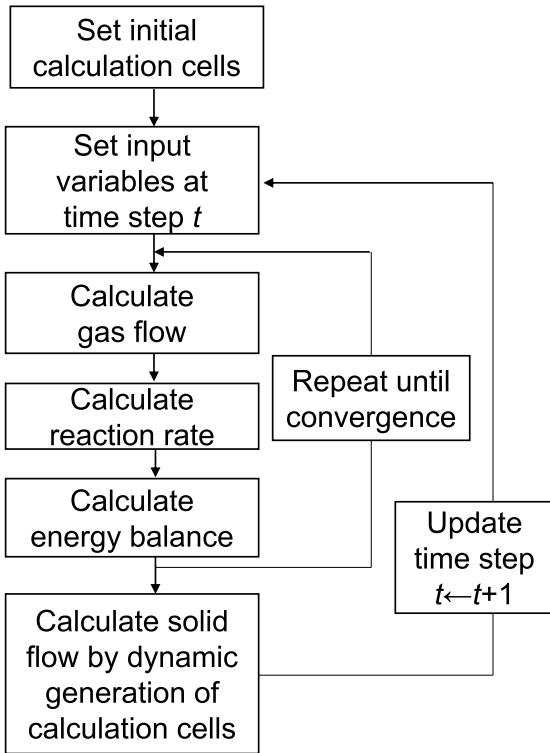 Set initial
calculation cells
Set input
variables at
time step t
Calculate
gas flow
Repeat until
convergence
Calculate
reaction rate
Calculate
energy balance
Update
time step
t←t+1
Calculate solid
flow by dynamic
generation of
calculation cells